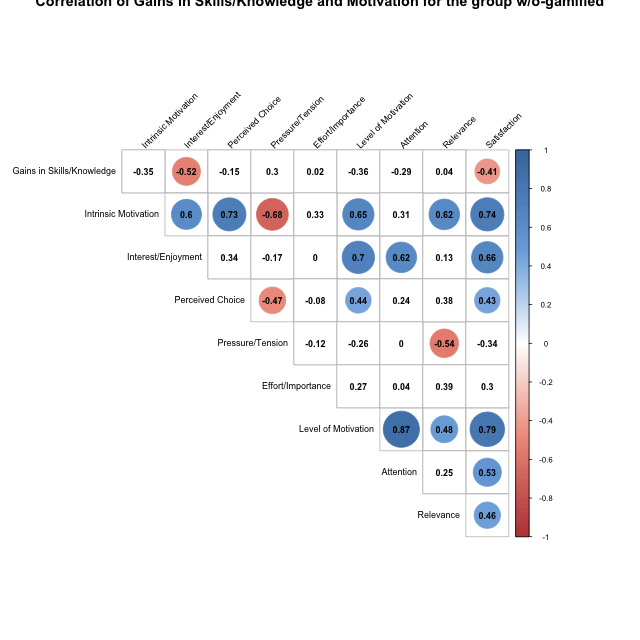 Correlation of Gains in Skills/Knowledge and Motivation for the group w/o-gamified
Intrinsic Motivation
Interest/Enjoyment
Perceived Choice
Pressure/Tension
Effort/Importance
Level of Motivation
Attention
Relevance
Satisfaction
Gains in Skills/Knowledge -0.35 -0.52 -0.15 0.3 0.02 -0.36 -0.29 0.04 -0.41
Intrinsic Motivation 0.6 0.73 -0.68 0.33 0.65 0.31 0.62 0.74
Interest/Enjoyment 0.34 -0.17 0 0.7 0.62 0.13 0.66
Perceived Choice -0.47 -0.08 0.44 0.24 0.38 0.43
Pressure/Tension -0.12 -0.26 0 -0.54 -0.34
Effort/Importance 0.27 0.04 0.39 0.3
Level of Motivation 0.87 0.48 0.79
Attention 0.25 0.53
Relevance 0.46
1
0.8
0.6
0.4
0.2
0
-0.2
-0.4
-0.6
-0.8
-1